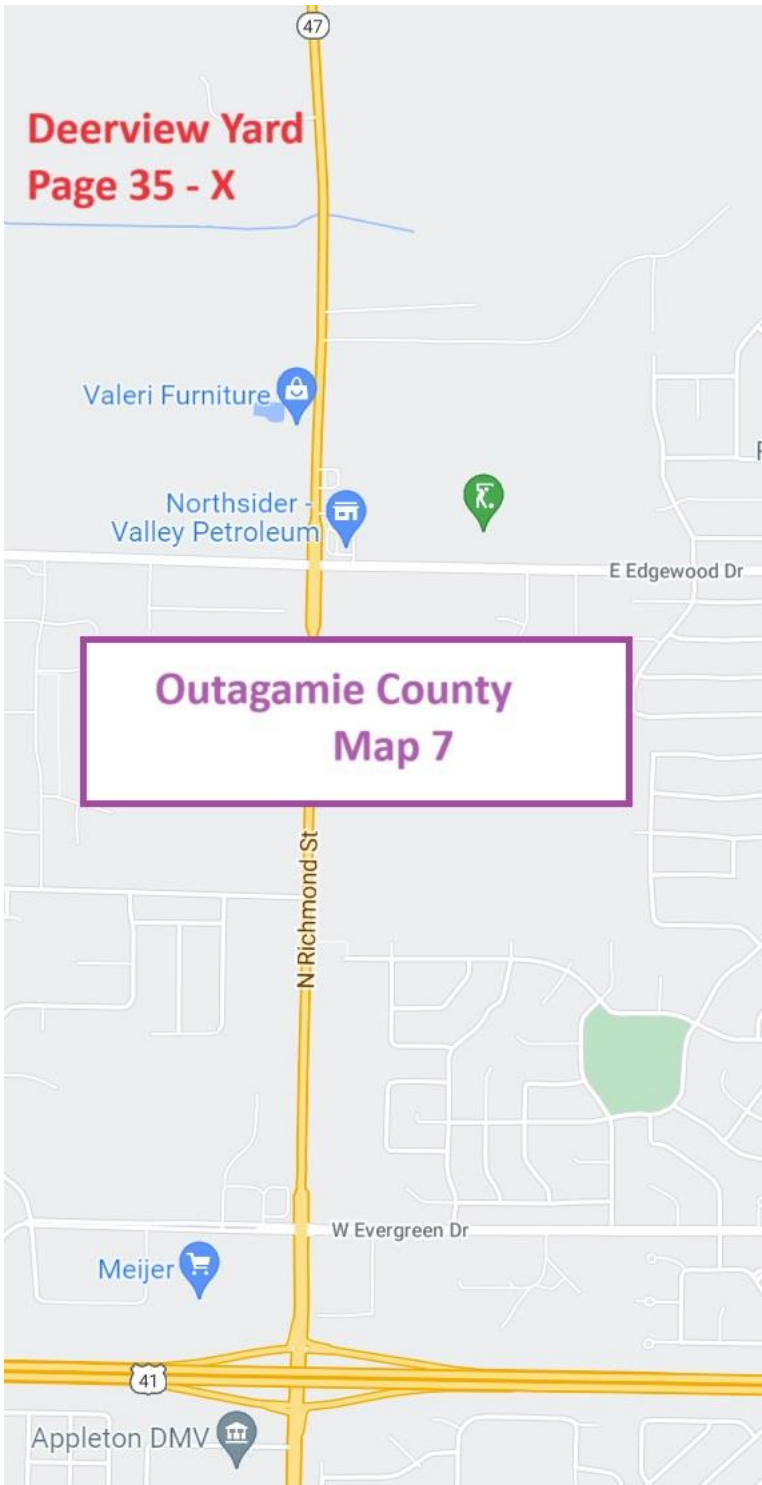 47
Deerview Yard
Page 35 - X
Valeri Furniture
Northsider -
Valley Petroleum
E Edgewood Dr
Outagamie County
Map 7
N Richmond St
W Evergreen Dr
Meijer
41
Appleton DMV